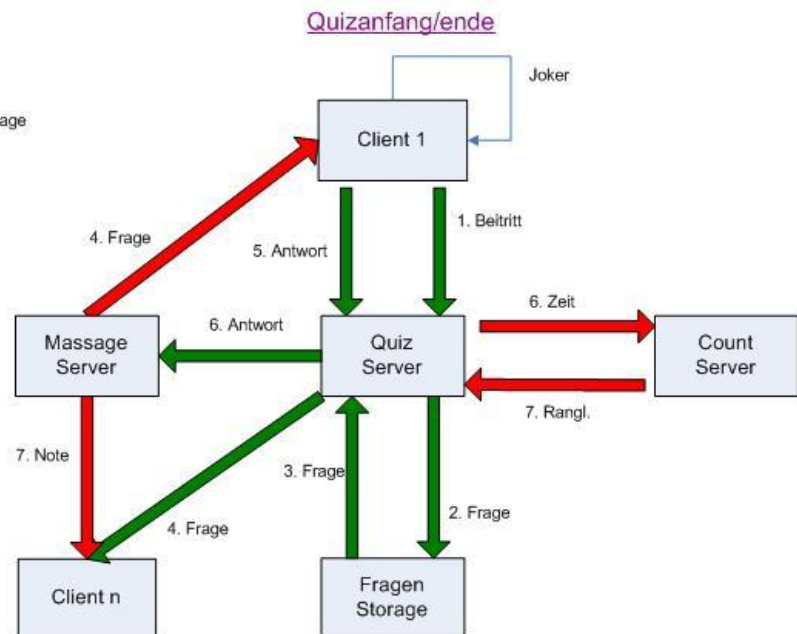 Quizanfang/ende
Joker
Client 1
4. Frage
5. Antwort
1. Beitritt
6. Antwort
6. Zeit
Massage
Server
Quiz
Server
Count
Server
7. Rangl.
7. Note
3. Frage
4. Frage
2. Frage
Client n
Fragen
Storage